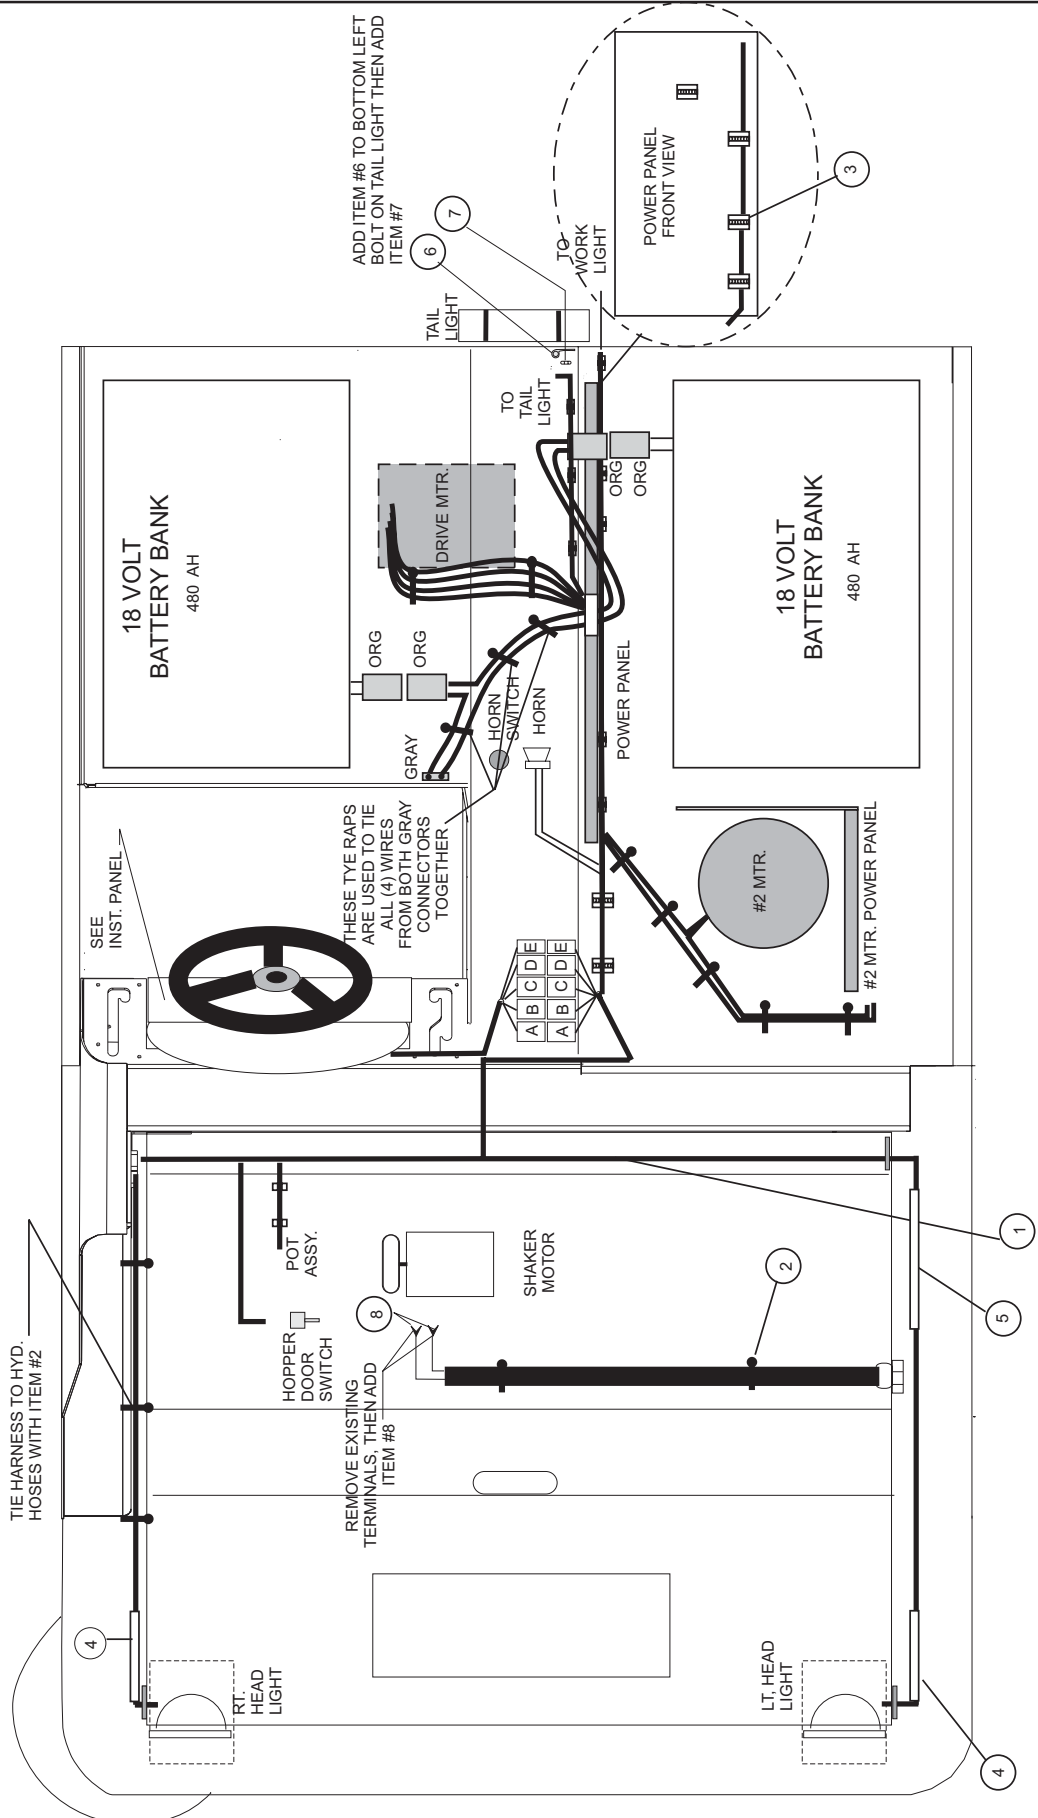 TIE HARNESS TO HYD.
HOSES WITH ITEM #2
4
RT.
HEAD
LIGHT
LT, HEAD
LIGHT
4
REMOVE EXISTING
TERMINALS, THEN ADD
ITEM #8
8
HOPPER
DOOR
SWITCH
POT
ASSY.
SHAKER
MOTOR
2
1
5
SEE
INST. PANEL
THESE TYE RAPS
ARE USED TO TIE
ALL (4) WIRES
FROM BOTH GRAY
CONNECTORS
TOGETHER
A B C D E
A B C D E
GRAY
HORN
SWITCH
HORN
POWER PANEL
#2 MTR.
#2 MTR. POWER PANEL
18 VOLT
BATTERY BANK
480 AH
ORG
ORG
DRIVE MTR.
TO
TAIL
LIGHT
ORG
ORG
18 VOLT
BATTERY BANK
480 AH
TAIL
LIGHT
ADD ITEM #6 TO BOTTOM LEFT
BOLT ON TAIL LIGHT THEN ADD
ITEM #7
6
7
TO
WORK
LIGHT
POWER PANEL
FRONT VIEW
3